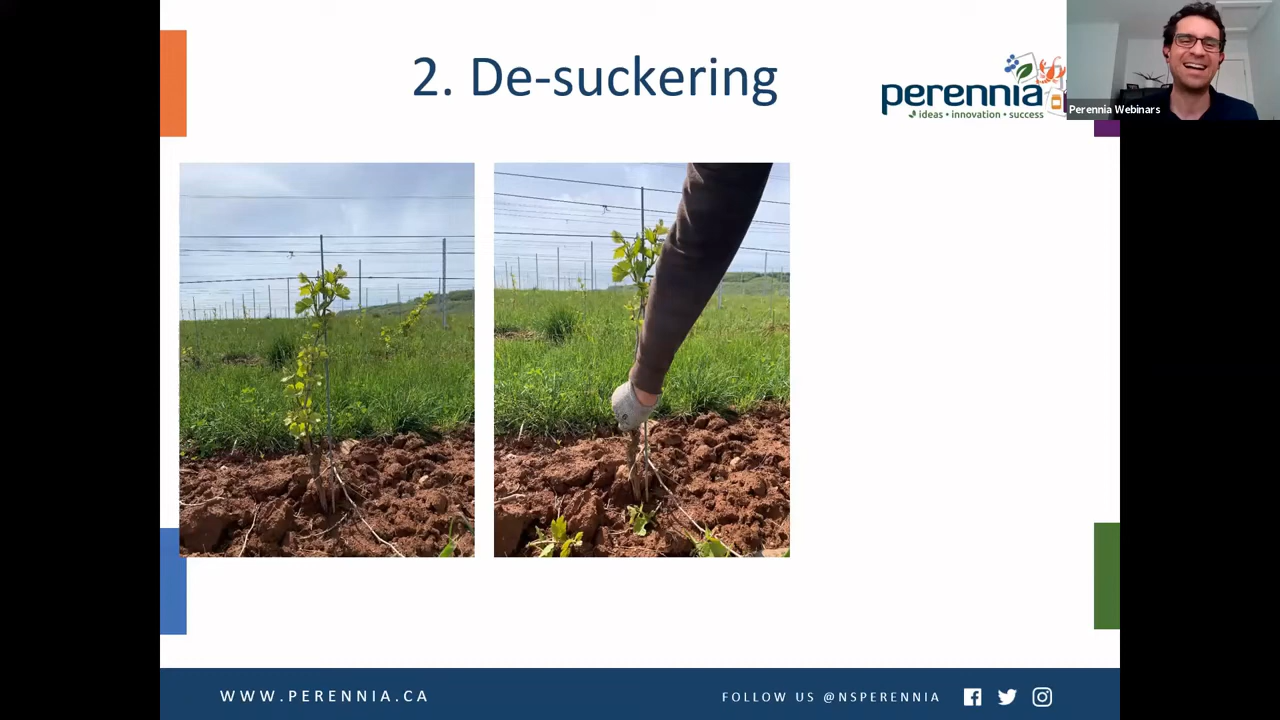 2. De-suckering
perennia
ideas • innovation • success
Perennia Webinars
WWW.PERENNIA.CA
FOLLOW US @NSPERENNIA